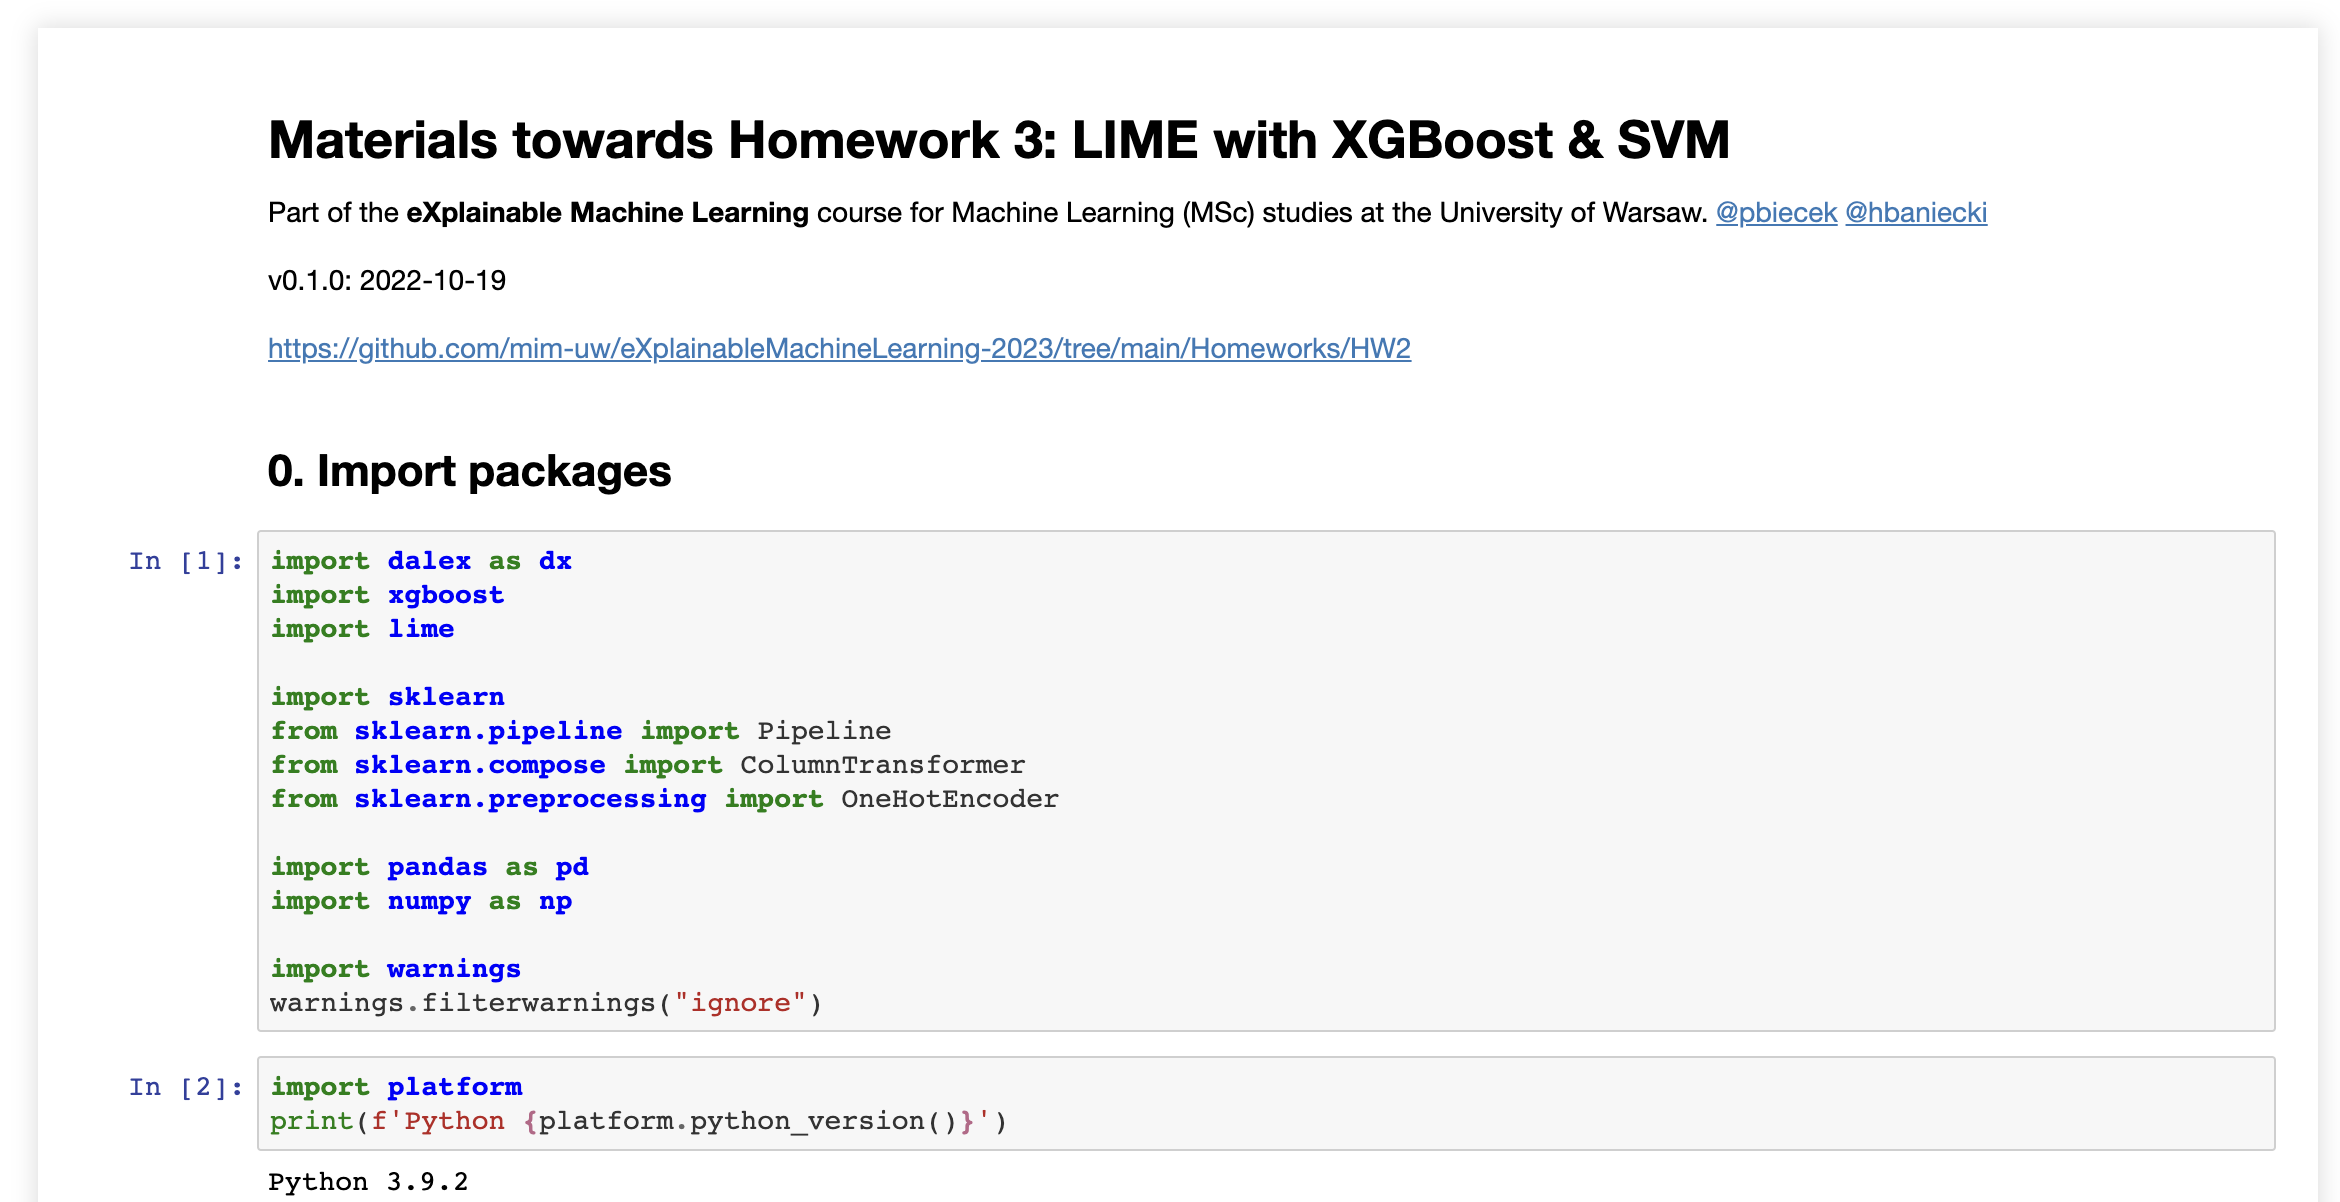 Materials towards Homework 3: LIME with XGBoost & SVM
Part of the eXplainable Machine Learning course for Machine Learning (MSc) studies at the University of Warsaw. @pbiecek @hbaniecki
v0.1.0: 2022-10-19
https://github.com/mim-uw/eXplainableMachineLearning-2023/tree/main/Homeworks/HW2
0. Import packages
In [1]:
import dalex as dx
import xgboost
import lime
import sklearn
from sklearn.pipeline import Pipeline
from sklearn.compose import ColumnTransformer
from sklearn.preprocessing import OneHotEncoder
import pandas as pd
import numpy as np
import warnings
warnings.filterwarnings("ignore")
In [2]:
import platform
print(f'Python {platform.python_version()}')
Python 3.9.2